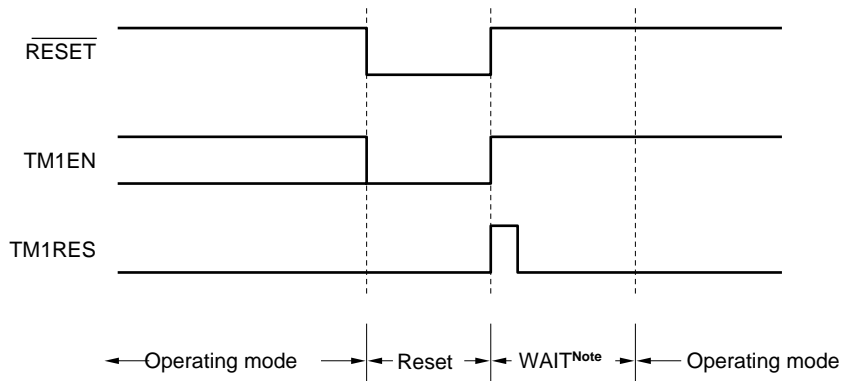 RESET
TM1EN
TM1RES
Operating mode
Reset
WAITNote
Operating mode